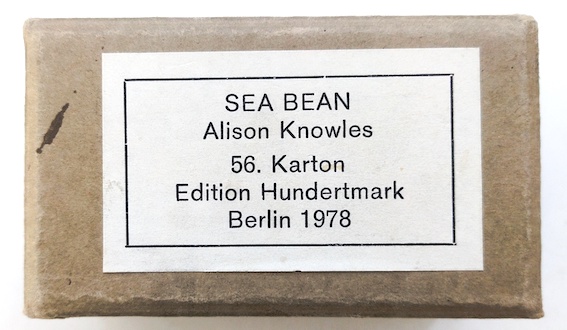 SEA BEAN
Alison Knowles
56. Karton
Edition Hundertmark
Berlin 1978